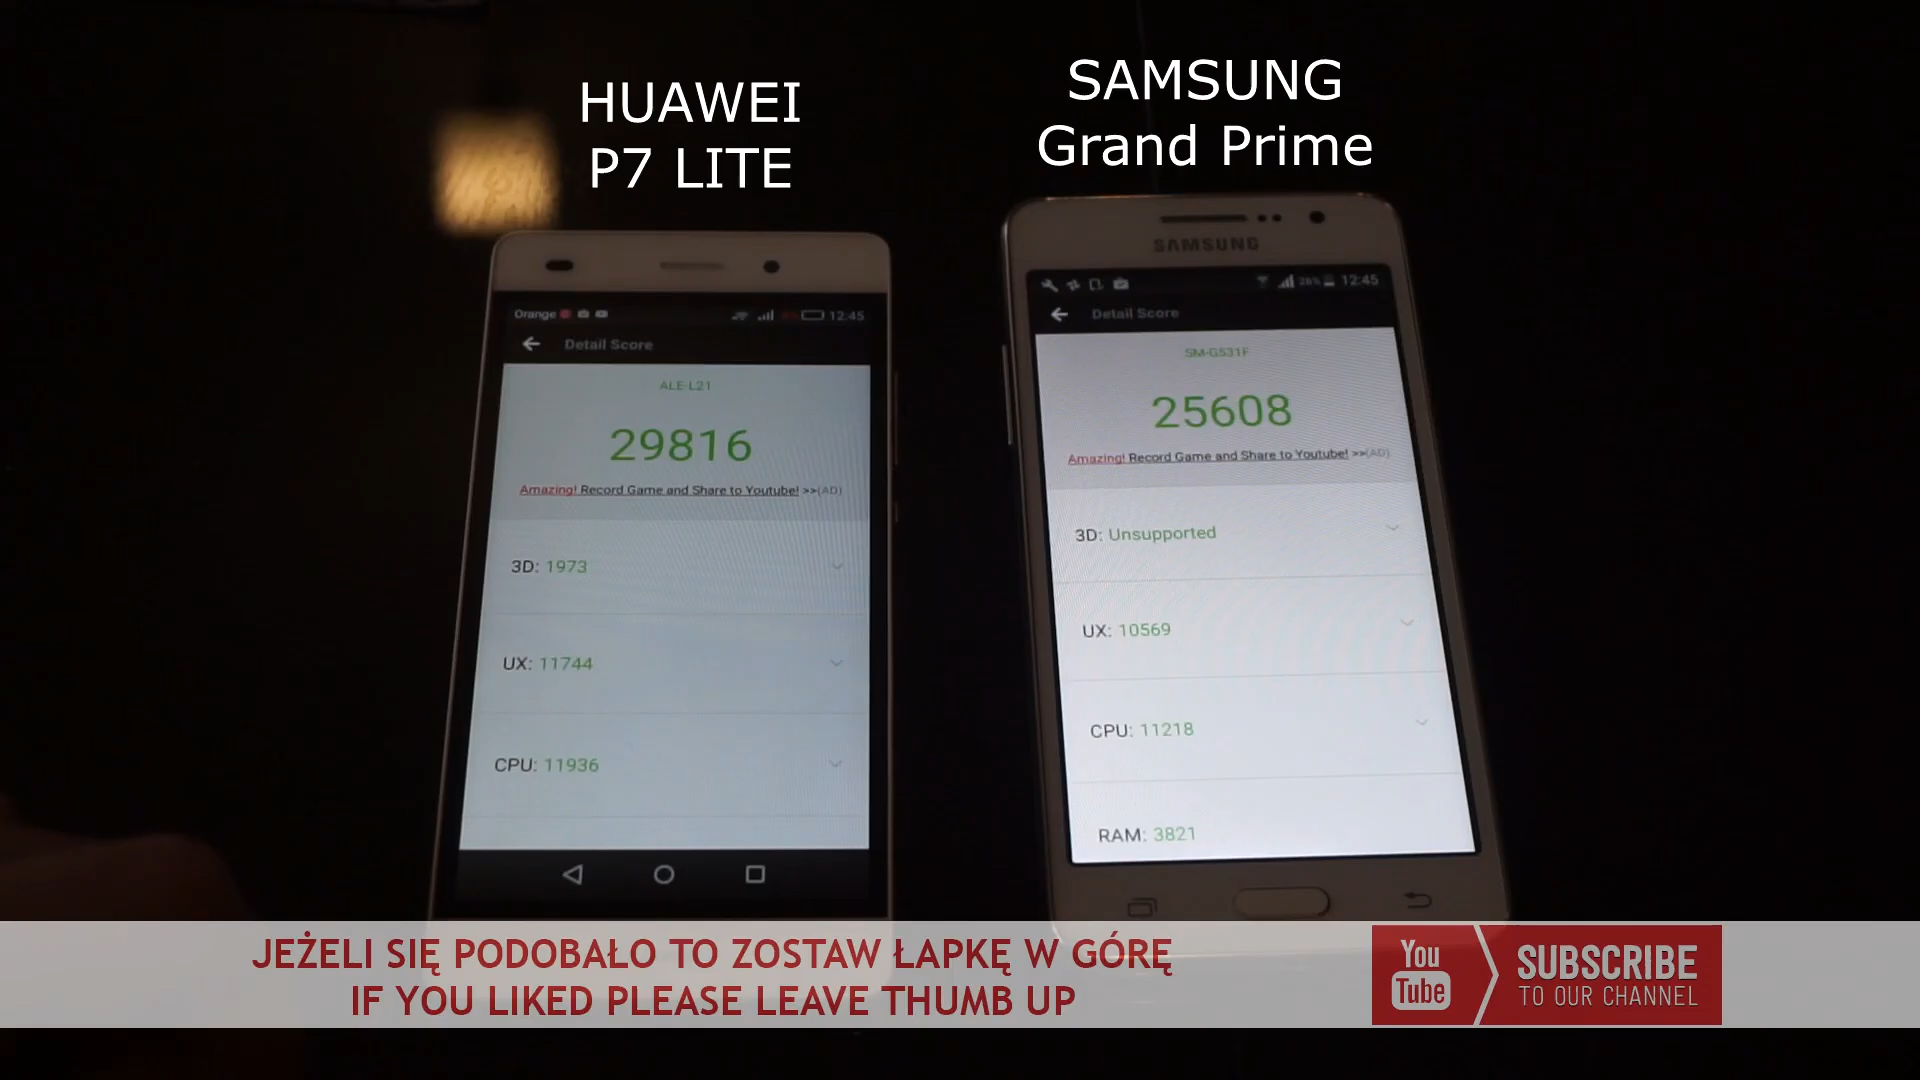 HUAWEI
P7 LITE
SAMSUNG
Grand Prime
Orange
12:45
Detail Score
ALE-L21
29816
Amazing! Record Game and Share to Youtube! >>(AD)
3D: 1973
UX: 11744
CPU: 11936
SAMSUNG
26% 12:45
Detail Score
SM-G531F
25608
Amazing! Record Game and Share to Youtube! >>(AD)
3D: Unsupported
UX: 10569
CPU: 11218
RAM: 3821
JEŻELI SIĘ PODOBAŁO TO ZOSTAW ŁAPKĘ W GÓRĘ
IF YOU LIKED PLEASE LEAVE THUMB UP
You
Tube
SUBSCRIBE
TO OUR CHANNEL